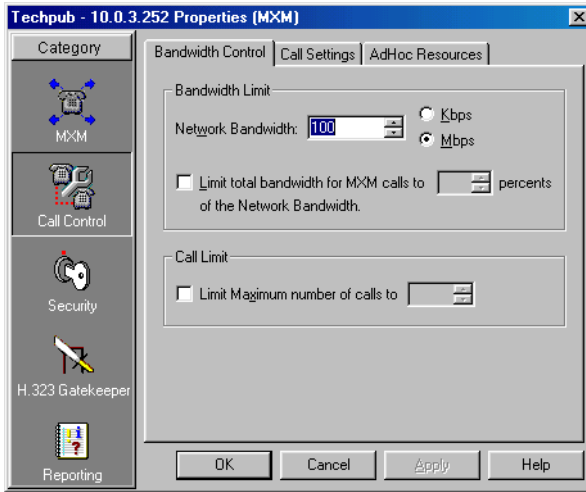 Techpub - 10.0.3.252 Properties (MXM)
Category
MXM
Call Control
Security
H.323 Gatekeeper
Reporting
Bandwidth Control
Call Settings
AdHoc Resources
Bandwidth Limit
Network Bandwidth: 100
Kbps
Mbps
Limit total bandwidth for MXM calls to percents
of the Network Bandwidth.
Call Limit
Limit Maximum number of calls to
OK
Cancel
Apply
Help